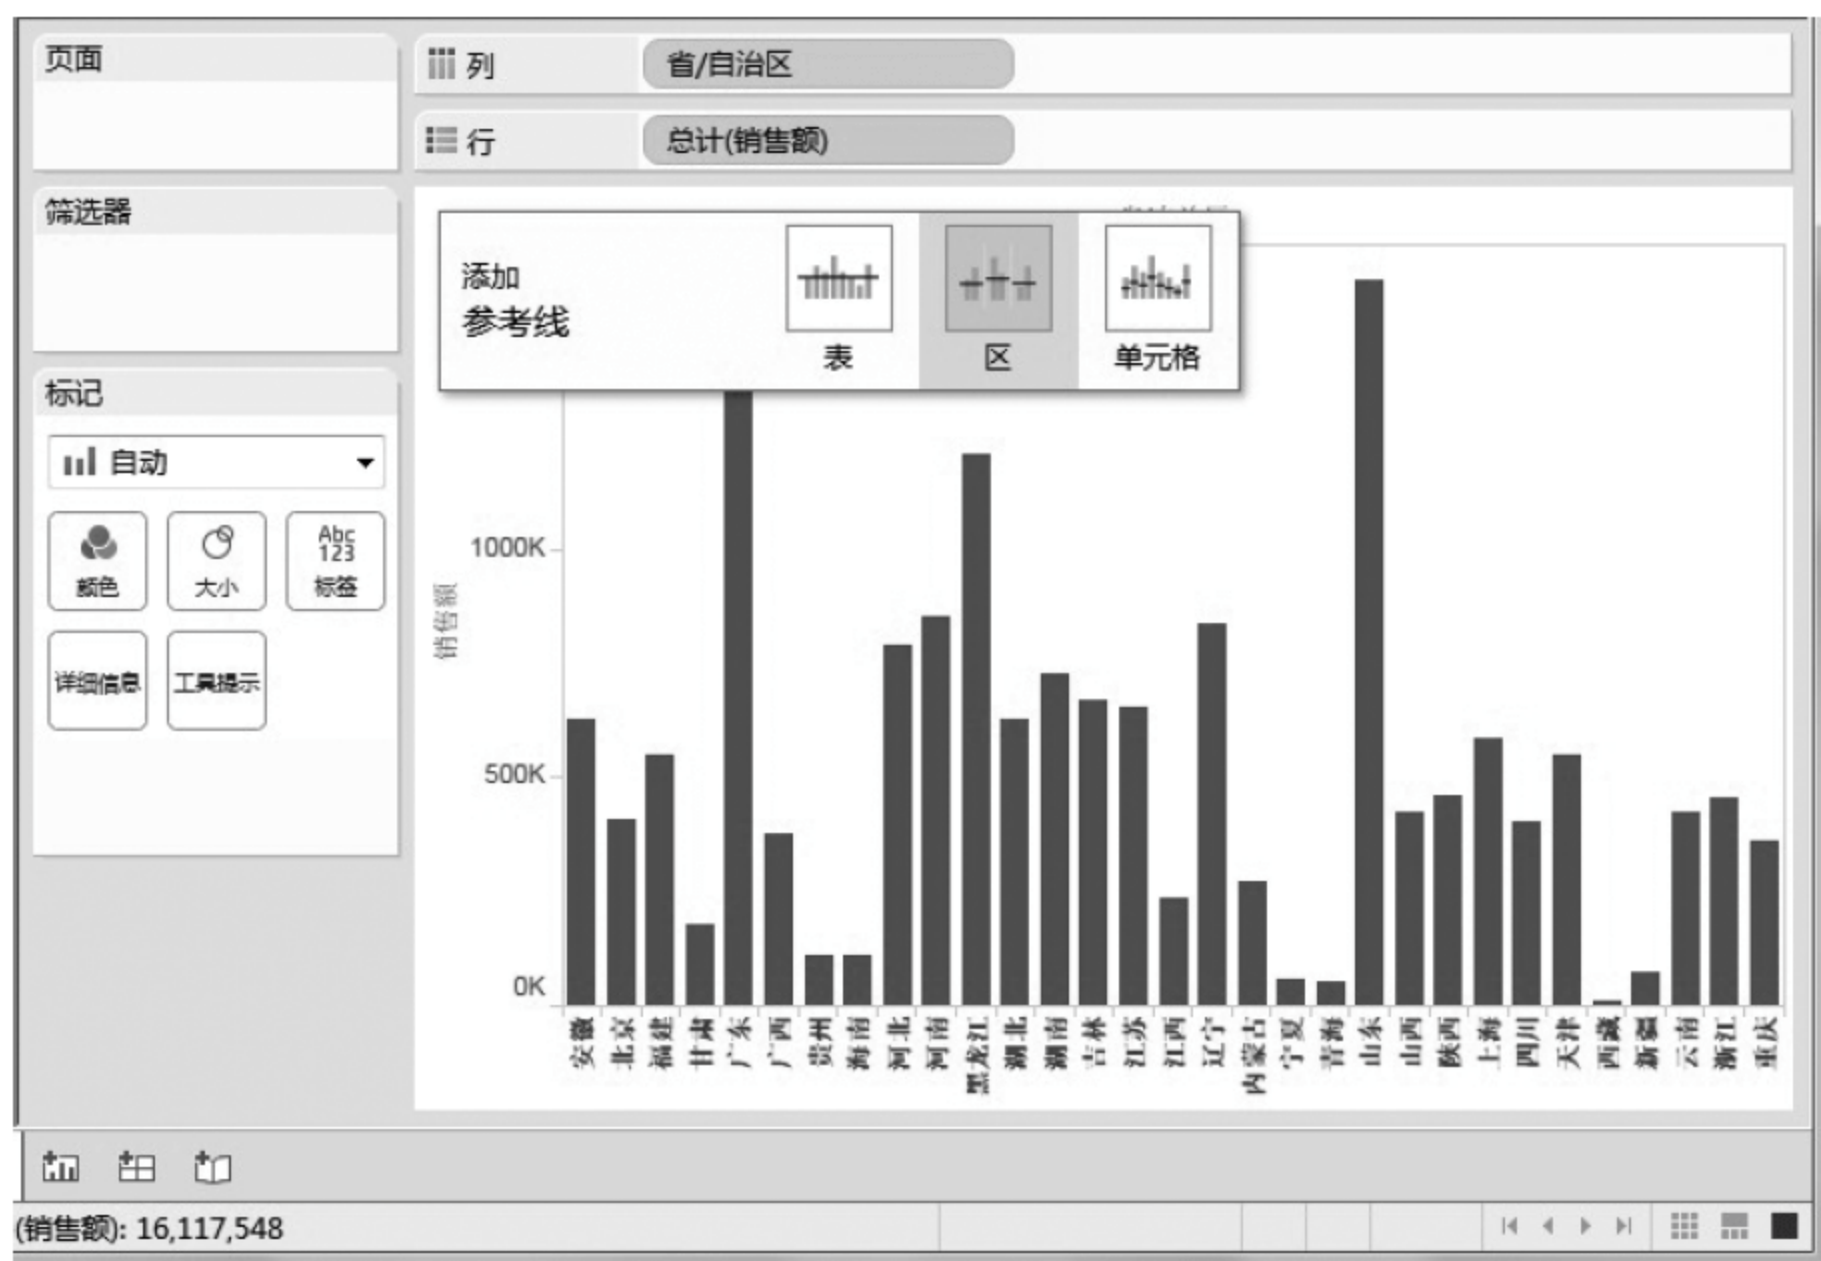 页面
列
省/自治区
行
总计(销售额)
筛选器
标记
自动
颜色
大小
Abc
123
标签
详细信息
工具提示
添加
参考线
表
区
单元格
销售额
1000K
500K
0K
安徽
北京
福建
甘肃
广东
广西
贵州
海南
河北
河南
黑龙江
湖北
湖南
吉林
江苏
江西
辽宁
内蒙古
宁夏
青海
山东
山西
陕西
上海
四川
天津
西藏
新疆
云南
浙江
重庆
(销售额): 16,117,548